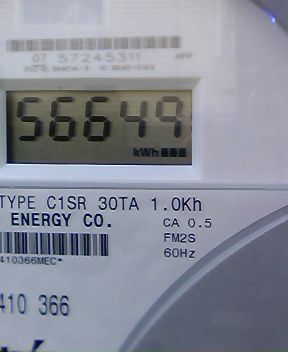 07 57245311
56649
kWh
TYPE C1SR 30TA 1.0Kh
ENERGY CO. CA 0.5
FM2S
410366MEC*
60Hz
410 366